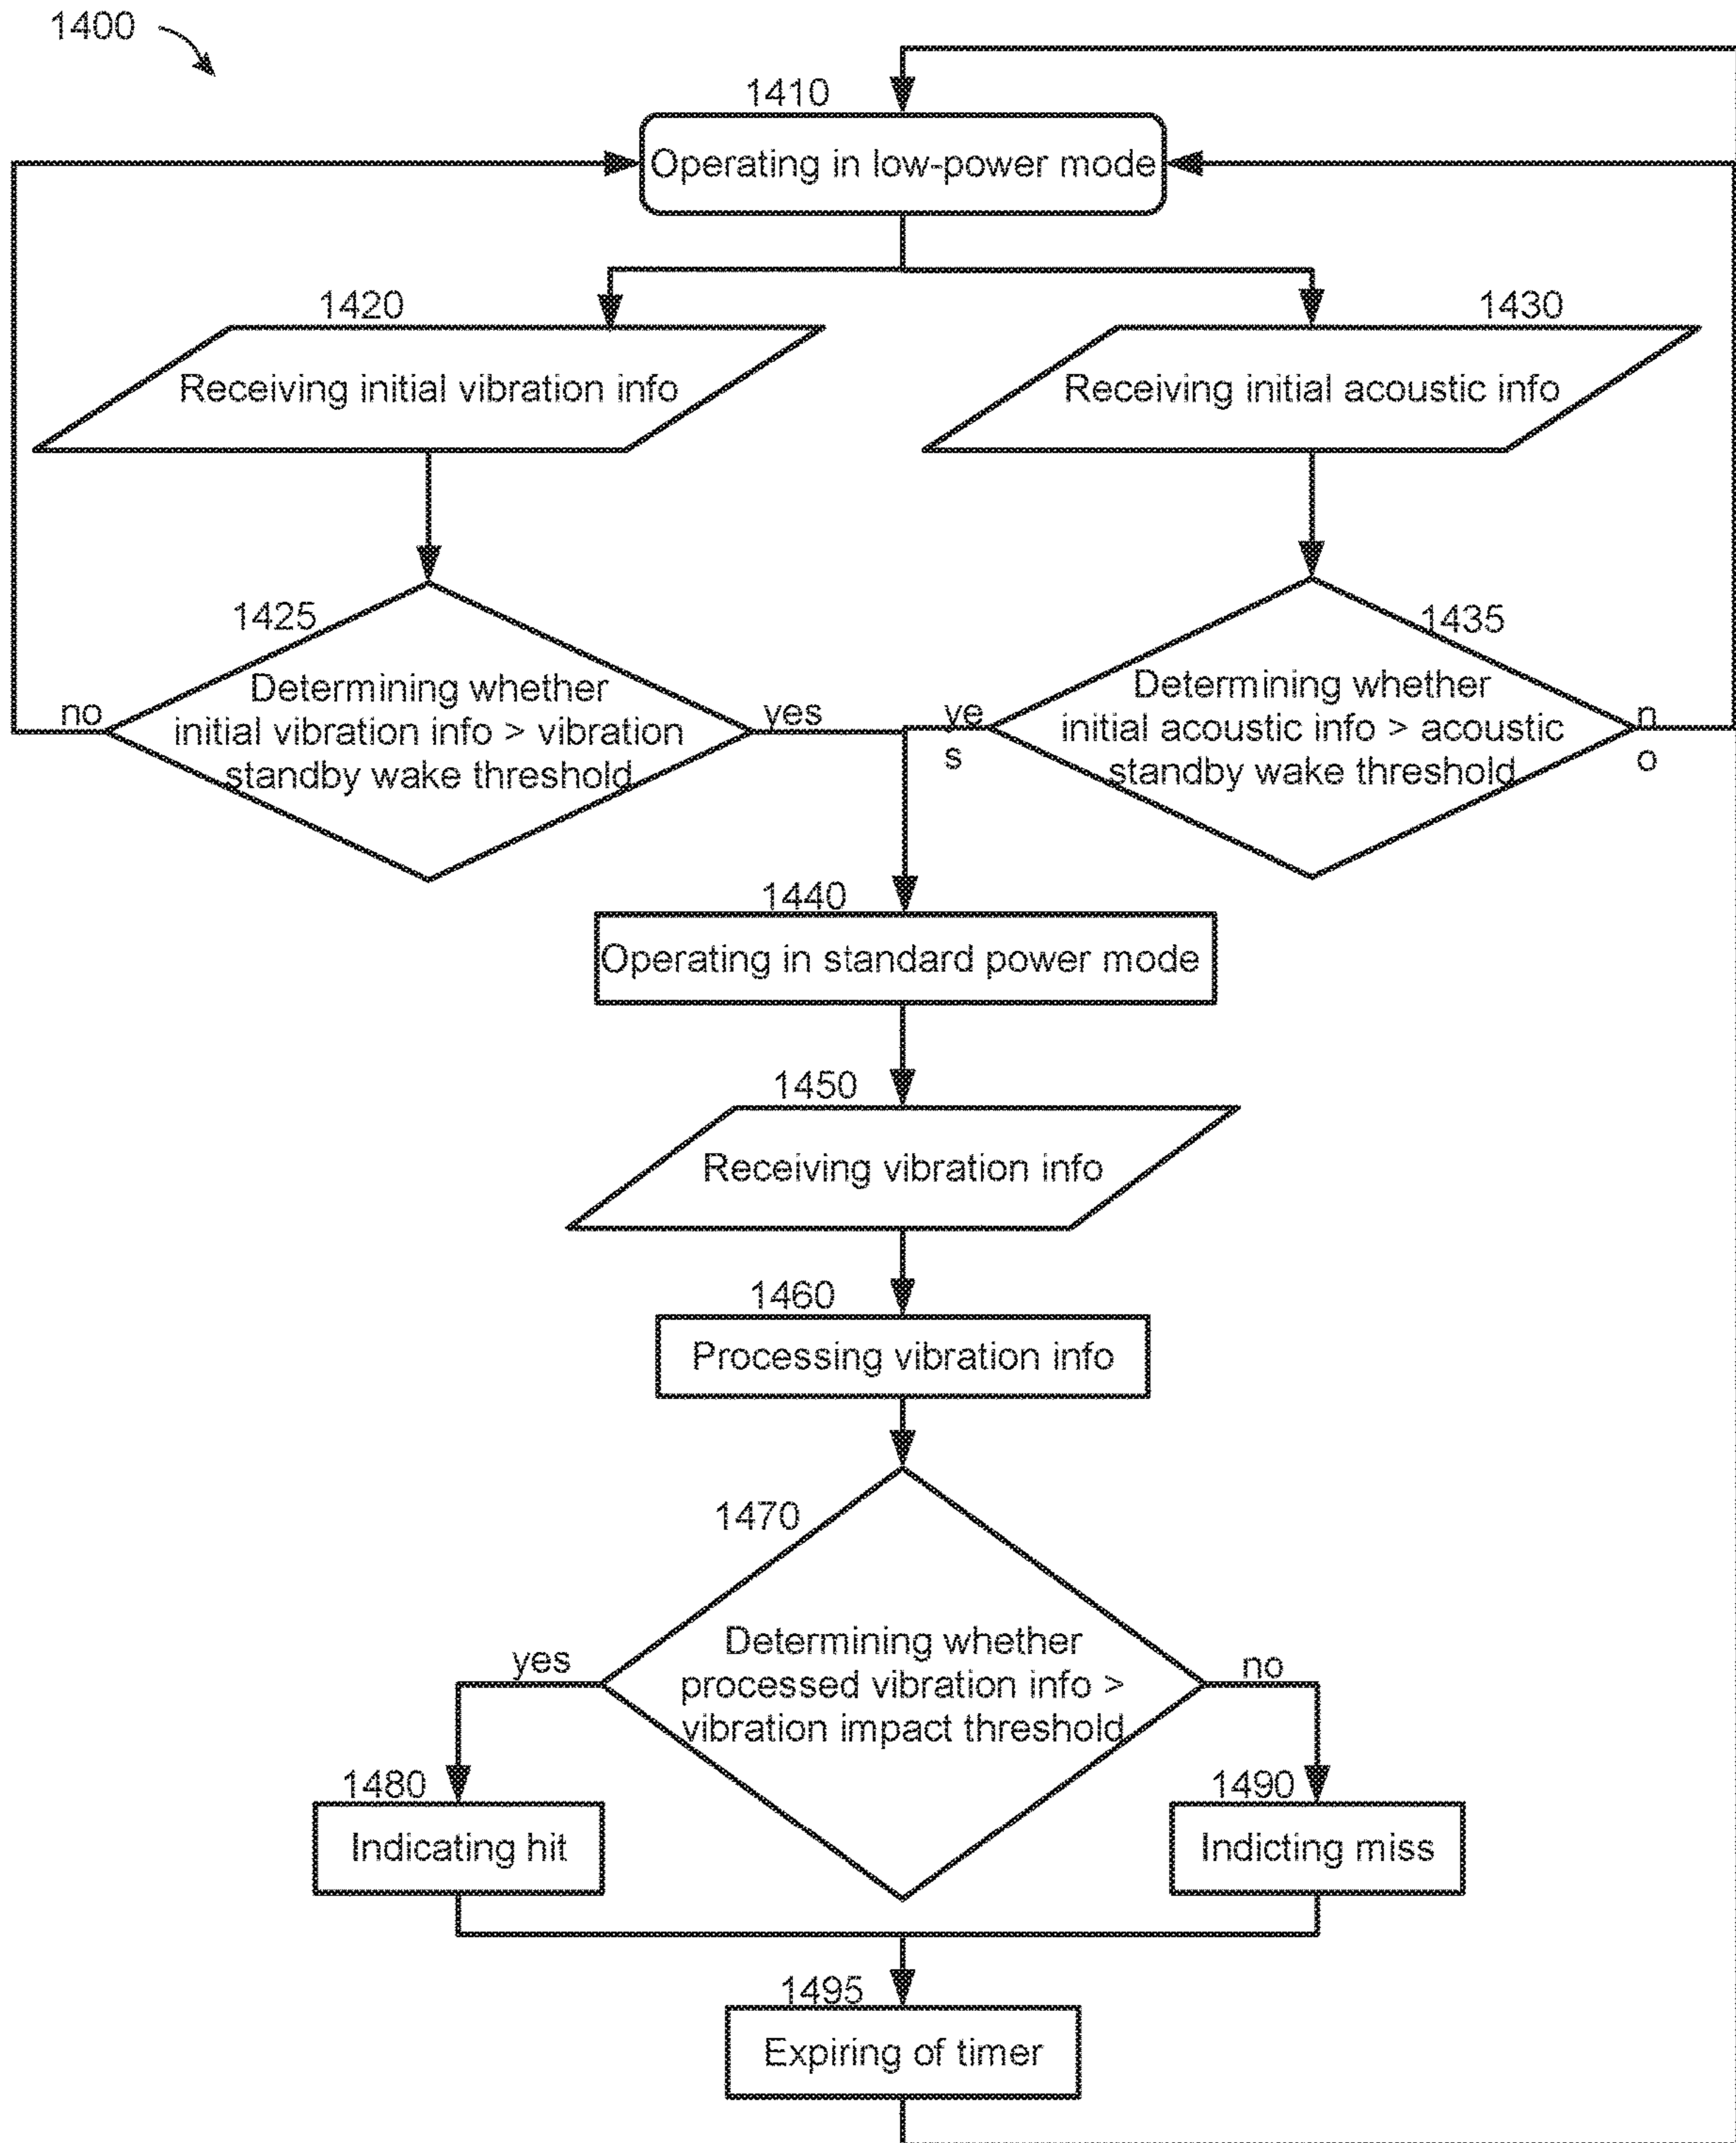 1400
1410
Operating in low-power mode
1420
1430
Receiving initial vibration info
Receiving initial acoustic info
1425
1435
Determining whether
initial vibration info > vibration
standby wake threshold
no
yes
Determining whether
initial acoustic info > acoustic
standby wake threshold
ye
s
n
o
1440
Operating in standard power mode
1450
Receiving vibration info
1460
Processing vibration info
1470
Determining whether
processed vibration info >
vibration impact threshold
yes
no
1480
1490
Indicating hit
Indicting miss
1495
Expiring of timer